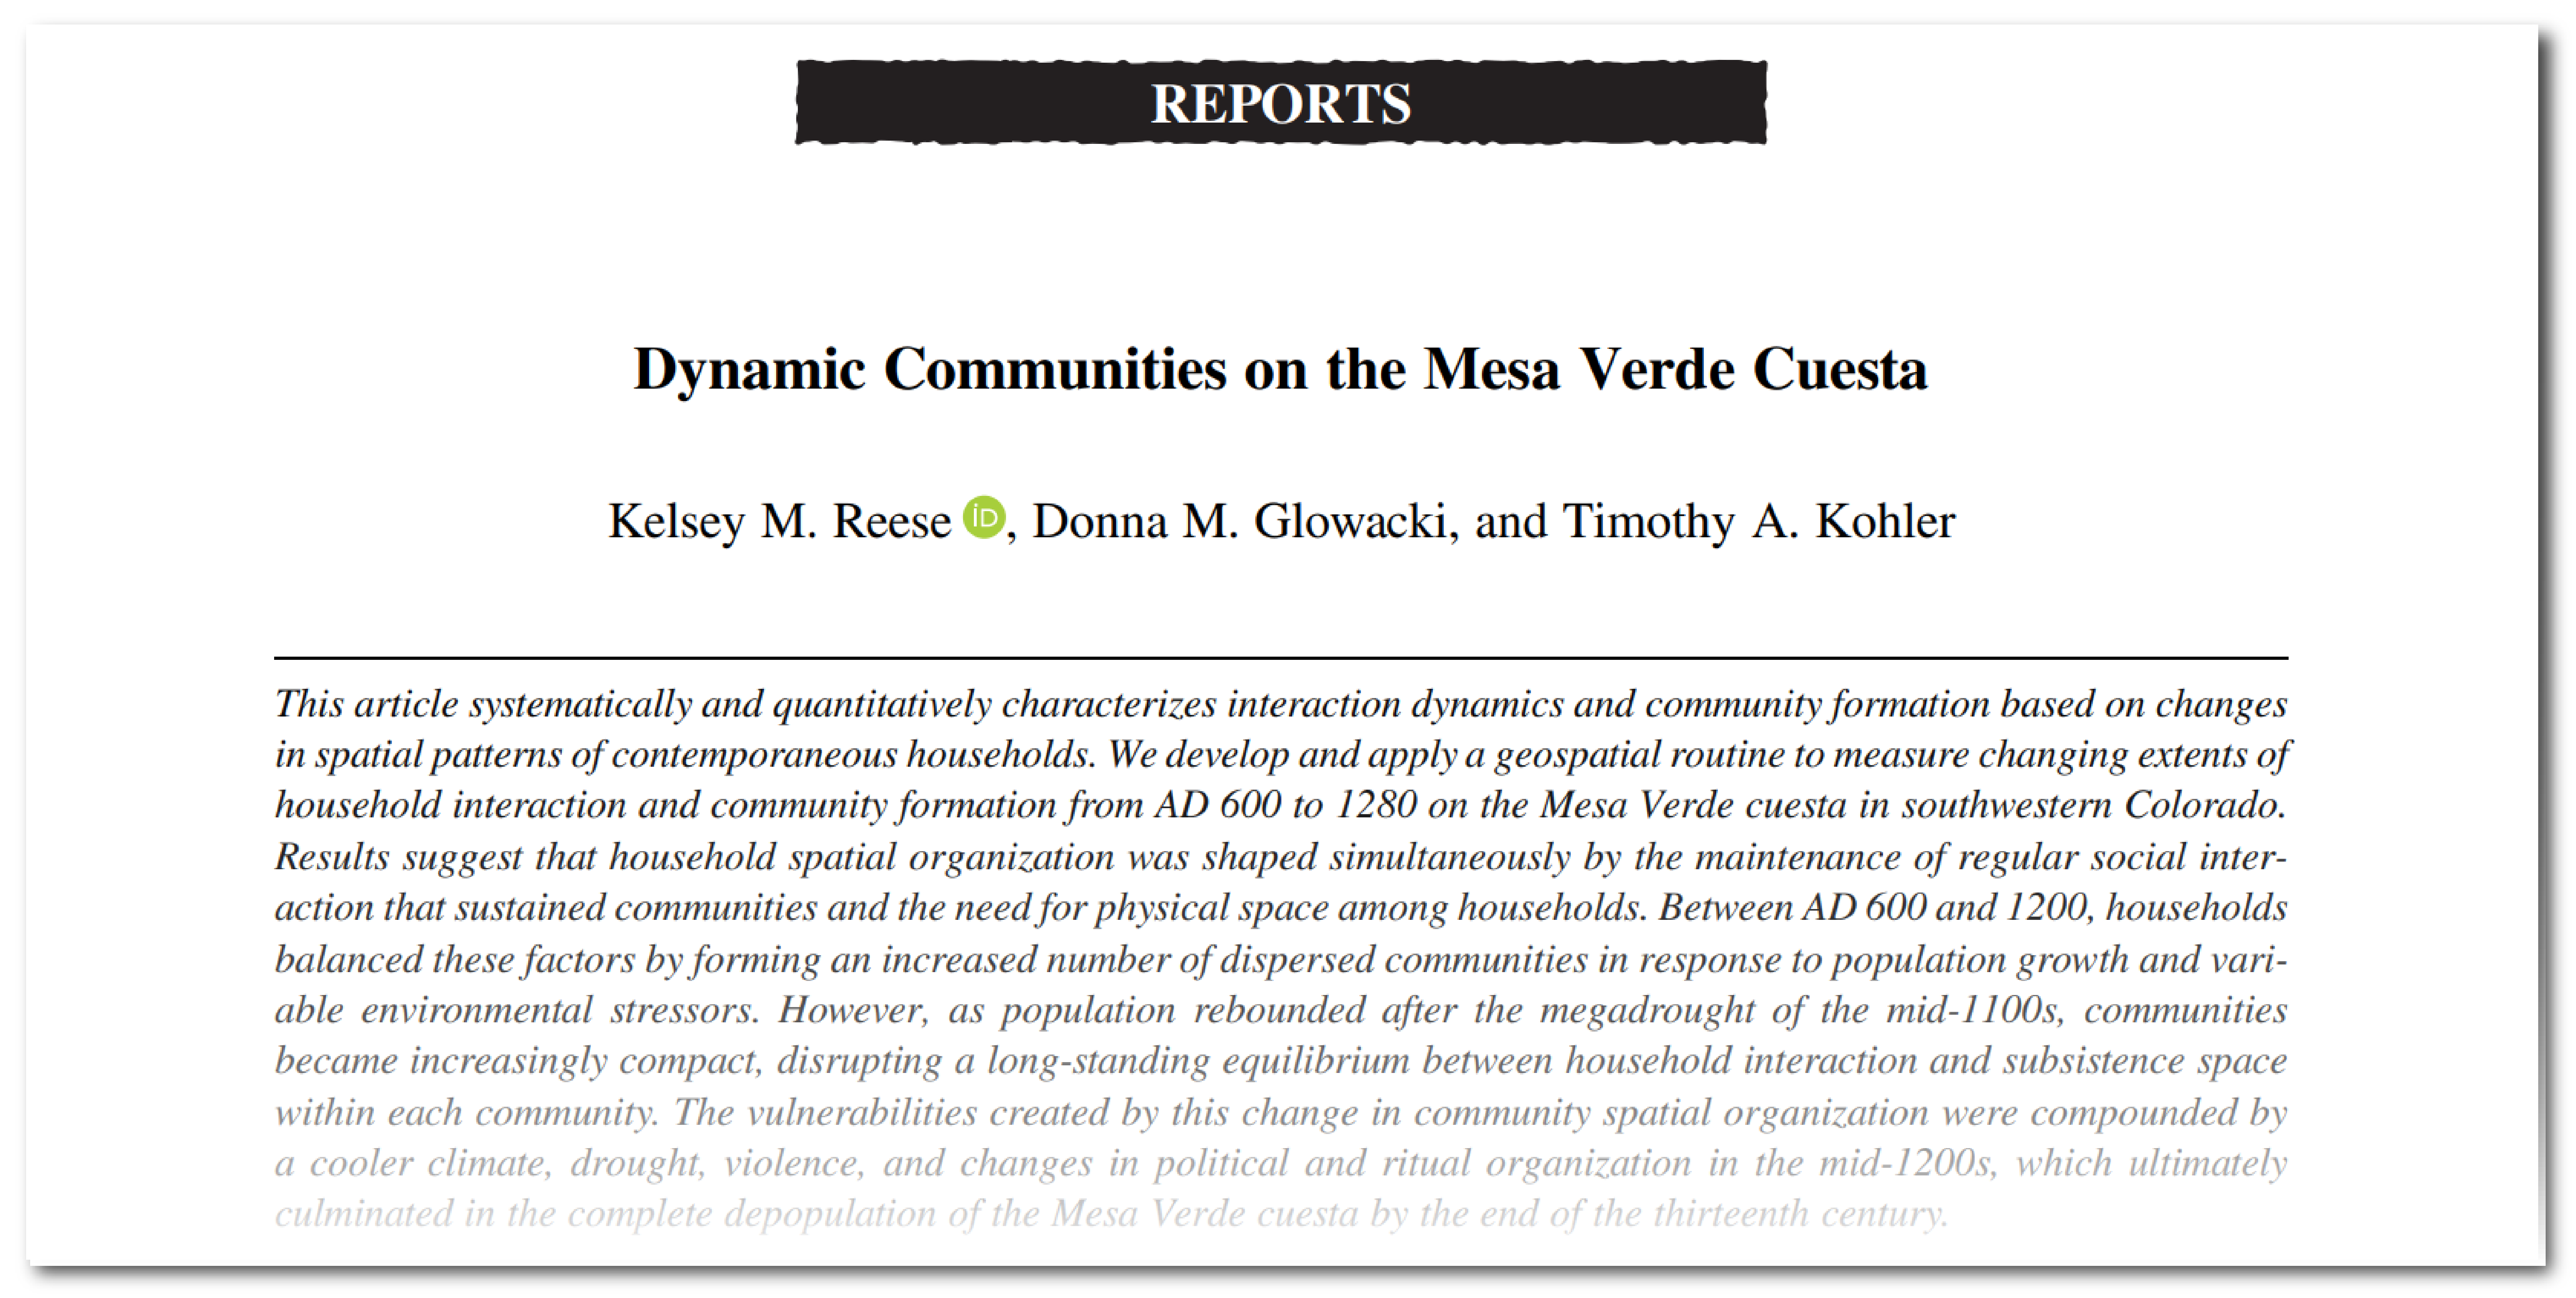 REPORTS
Dynamic Communities on the Mesa Verde Cuesta
Kelsey M. Reese iD, Donna M. Glowacki, and Timothy A. Kohler
This article systematically and quantitatively characterizes interaction dynamics and community formation based on changes
in spatial patterns of contemporaneous households. We develop and apply a geospatial routine to measure changing extents of
household interaction and community formation from AD 600 to 1280 on the Mesa Verde cuesta in southwestern Colorado.
Results suggest that household spatial organization was shaped simultaneously by the maintenance of regular social inter-
action that sustained communities and the need for physical space among households. Between AD 600 and 1200, households
balanced these factors by forming an increased number of dispersed communities in response to population growth and vari-
able environmental stressors. However, as population rebounded after the megadrought of the mid-1100s, communities
became increasingly compact, disrupting a long-standing equilibrium between household interaction and subsistence space
within each community. The vulnerabilities created by this change in community spatial organization were compounded by
a cooler climate, drought, violence, and changes in political and ritual organization in the mid-1200s, which ultimately
culminated in the complete depopulation of the Mesa Verde cuesta by the end of the thirteenth century.